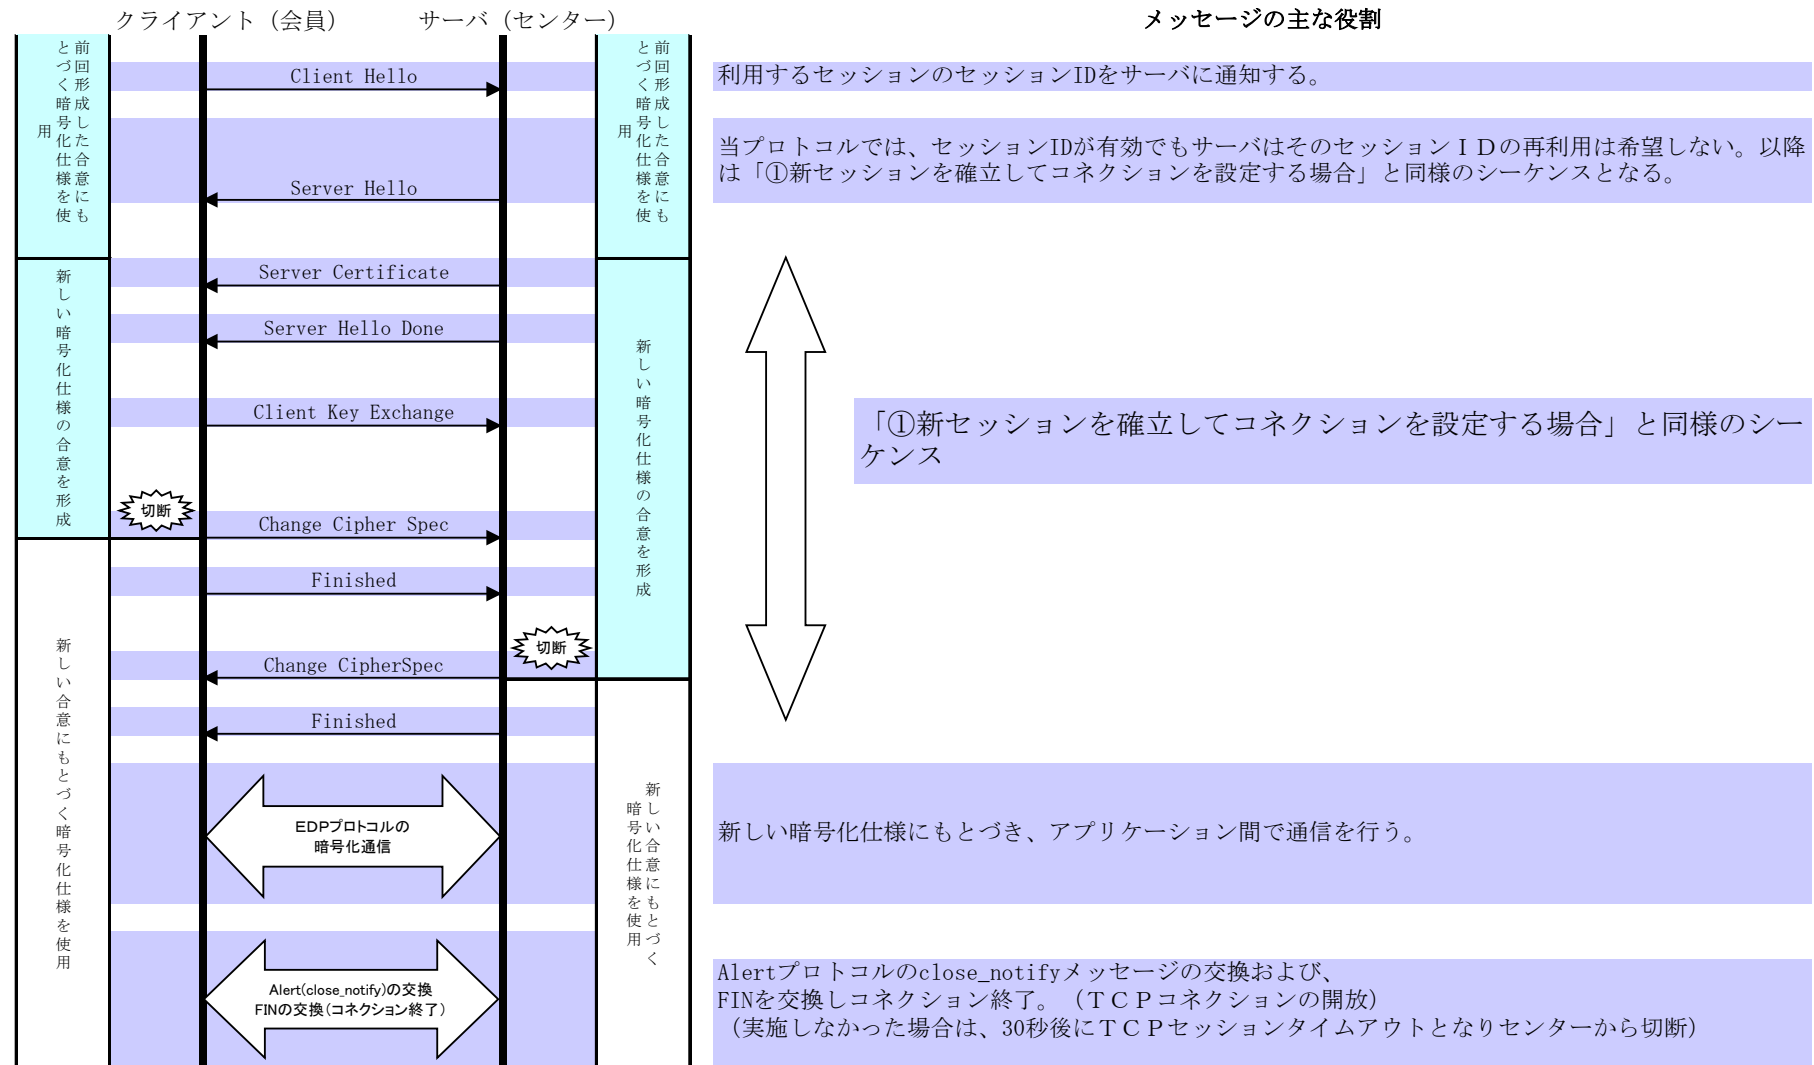 クライアント（会員）
サーバ（センター）
メッセージの主な役割
前回形成した合意にも
とづく暗号化仕様を使
用
前回形成した合意にも
とづく暗号化仕様を使
用
Client Hello
利用するセッションのセッションIDをサーバに通知する。
Server Hello
当プロトコルでは、セッションIDが有効でもサーバはそのセッションＩＤの再利用は希望しない。以降
は「①新セッションを確立してコネクションを設定する場合」と同様のシーケンスとなる。
新しい暗号化仕様の合意を形成
新しい暗号化仕様の合意を形成
Server Certificate
Server Hello Done
Client Key Exchange
「①新セッションを確立してコネクションを設定する場合」と同様のシー
ケンス
切断
Change Cipher Spec
Finished
切断
Change CipherSpec
Finished
新しい合意にもとづく暗号化仕様を使用
新しい合意にもとづく
暗号化仕様を使用
EDPプロトコルの
暗号化通信
新しい暗号化仕様にもとづき、アプリケーション間で通信を行う。
Alert(close_notify)の交換
FINの交換（コネクション終了）
Alertプロトコルのclose_notifyメッセージの交換および、
FINを交換しコネクション終了。（ＴＣＰコネクションの開放）
（実施しなかった場合は、30秒後にＴＣＰセッションタイムアウトとなりセンターから切断）